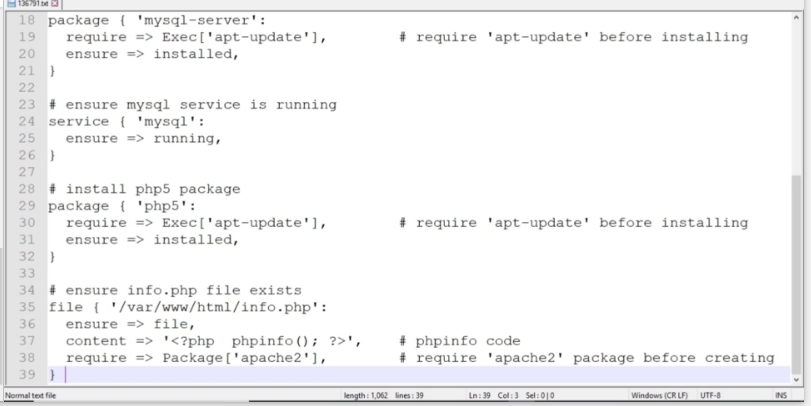 136791.txt
18 package { 'mysql-server':
19   require => Exec['apt-update'],        # require 'apt-update' before installing
20   ensure => installed,
21 }
22
23 # ensure mysql service is running
24 service { 'mysql':
25   ensure => running,
26 }
27
28 # install php5 package
29 package { 'php5':
30   require => Exec['apt-update'],        # require 'apt-update' before installing
31   ensure => installed,
32 }
33
34 # ensure info.php file exists
35 file { '/var/www/html/info.php':
36   ensure => file,
37   content => '<?php  phpinfo(); ?>',    # phpinfo code
38   require => Package['apache2'],        # require 'apache2' package before creating
39 }
Normal text file length : 1,062 lines : 39 Ln : 39 Col : 3 Sel : 0 | 0 Windows (CR LF) UTF-8 INS